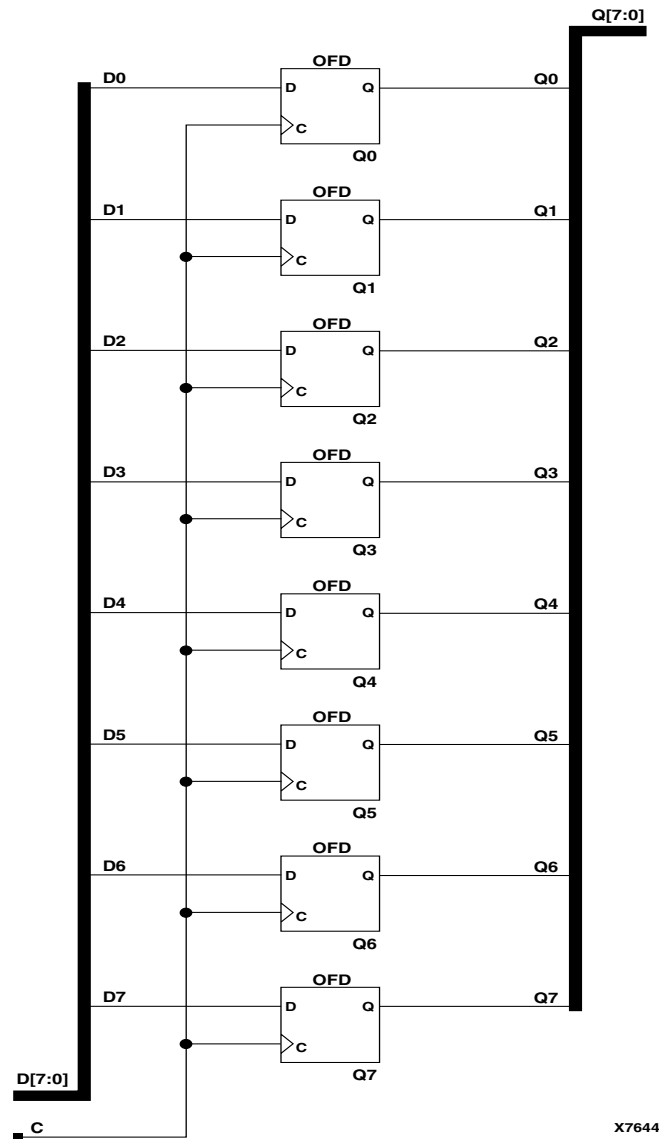 Q[7:0]
OFD
D0 D Q Q0
C
Q0
OFD
D1 D Q Q1
C
Q1
OFD
D2 D Q Q2
C
Q2
OFD
D3 D Q Q3
C
Q3
OFD
D4 D Q Q4
C
Q4
OFD
D5 D Q Q5
C
Q5
OFD
D6 D Q Q6
C
Q6
OFD
D7 D Q Q7
C
Q7
D[7:0]
C
X7644